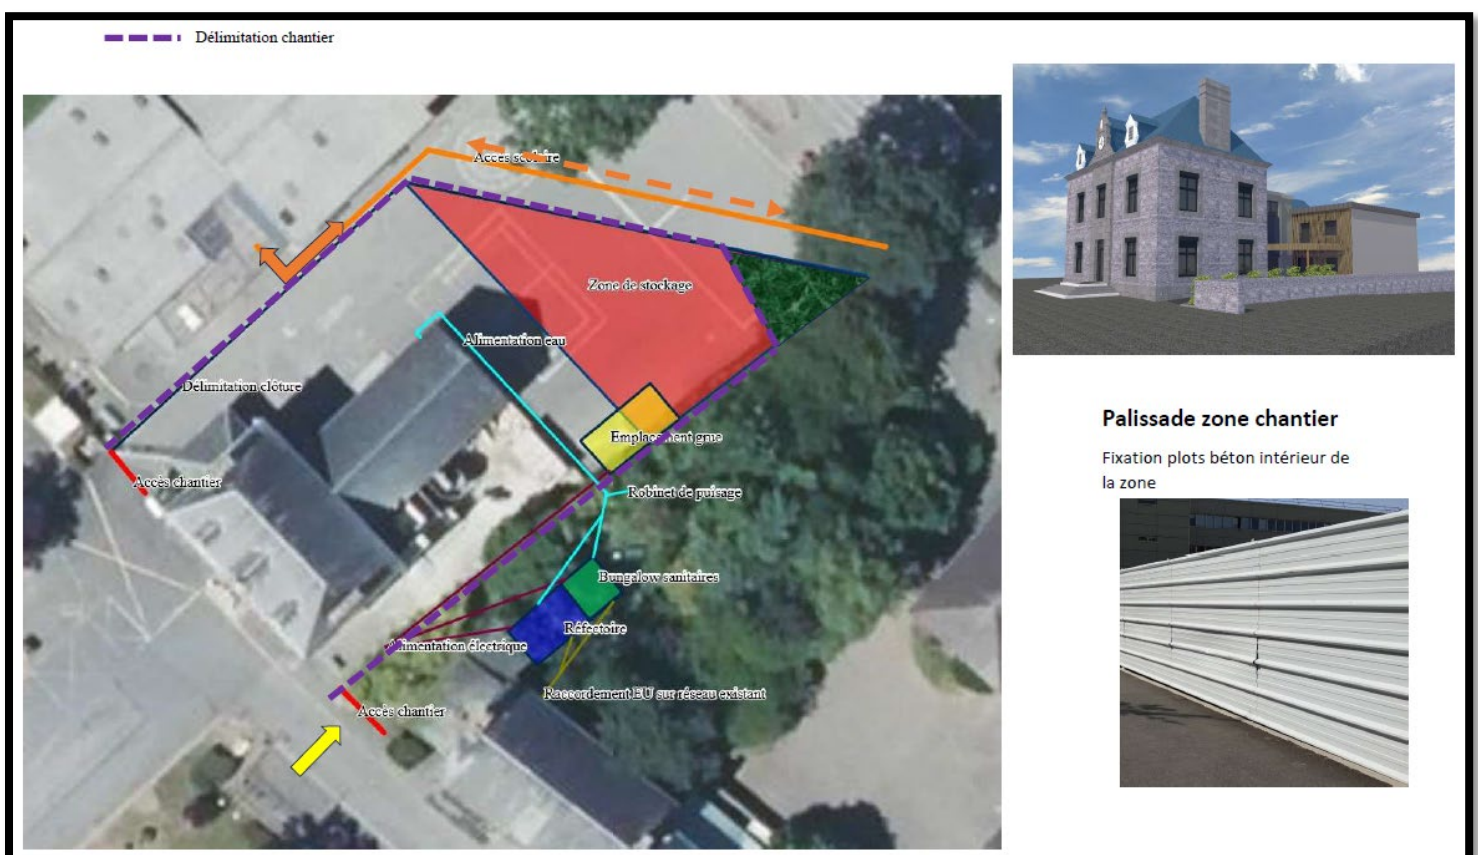 Délimitation chantier
Accès scolaire
Zone de stockage
Alimentation eau
Délimitation clôture
Emplacement grue
Accès chantier
Robinet de puisage
Bungalow sanitaires
Réfectoire
Alimentation électrique
Raccordement EU sur réseau existant
Accès chantier
Palissade zone chantier
Fixation plots béton intérieur de
la zone